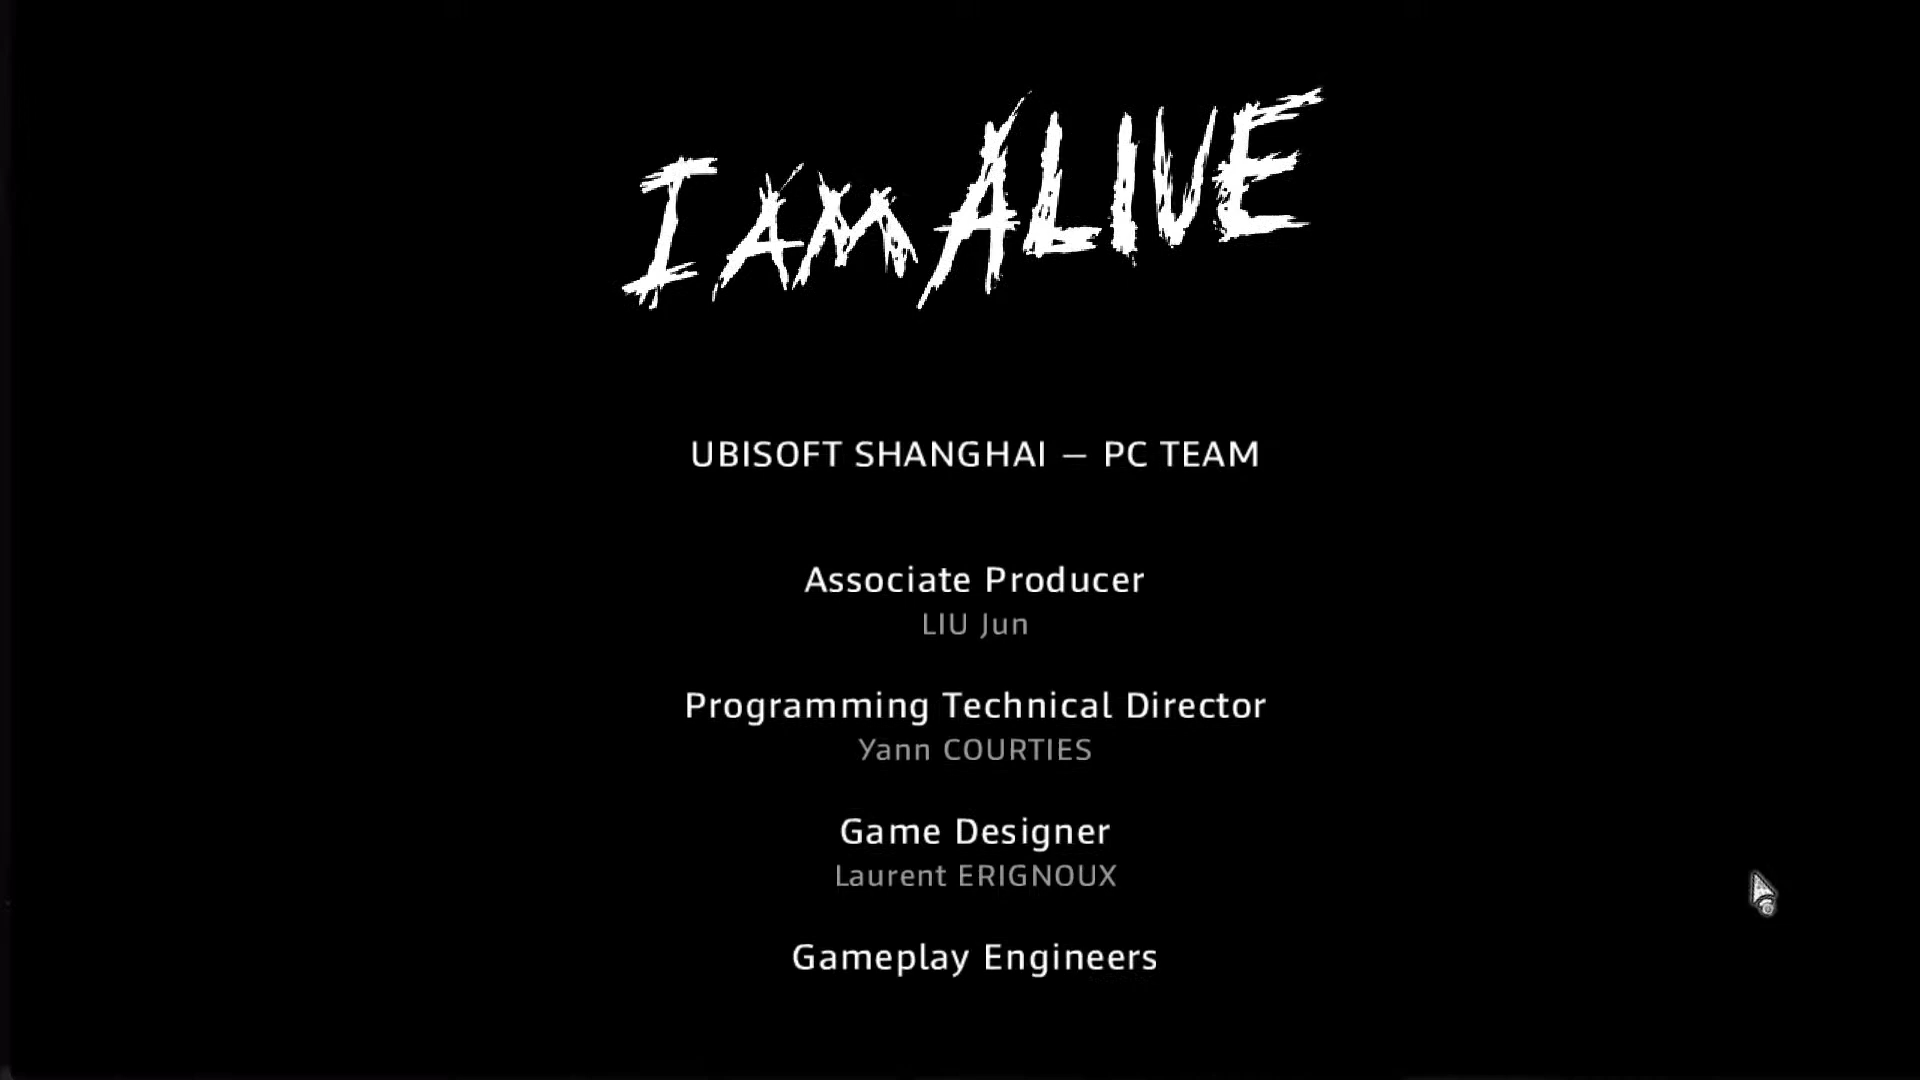 I AM ALIVE
UBISOFT SHANGHAI – PC TEAM
Associate Producer
LIU Jun
Programming Technical Director
Yann COURTIES
Game Designer
Laurent ERIGNOUX
Gameplay Engineers